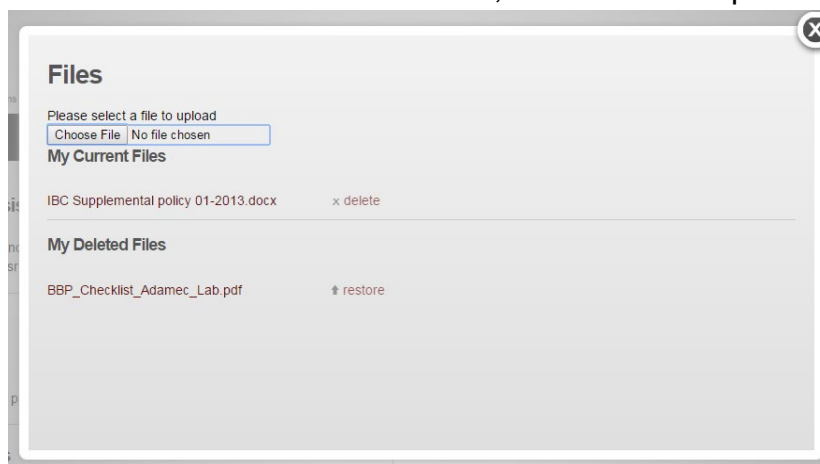 Files
Please select a file to upload
Choose File No file chosen
My Current Files
IBC Supplemental policy 01-2013.docx x delete
My Deleted Files
BBP_Checklist_Adamec_Lab.pdf restore